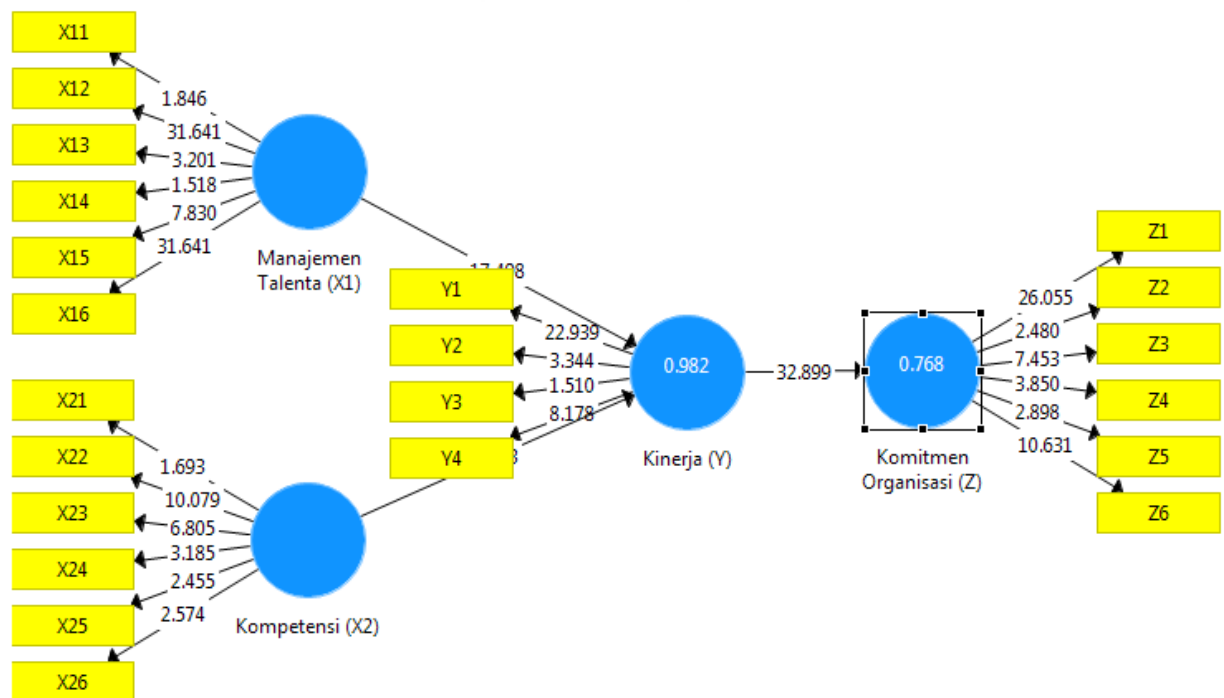 X11
X12
X13
X14
X15
X16
1.846
31.641
3.201
1.518
7.830
31.641
Manajemen
Talenta (X1)
X21
X22
X23
X24
X25
X26
1.693
10.079
6.805
3.185
2.455
2.574
Kompetensi (X2)
Y1
Y2
Y3
Y4
22.939
3.344
1.510
8.178
0.982
Kinerja (Y)
32.899
0.768
Komitmen
Organisasi (Z)
26.055
2.480
7.453
3.850
2.898
10.631
Z1
Z2
Z3
Z4
Z5
Z6